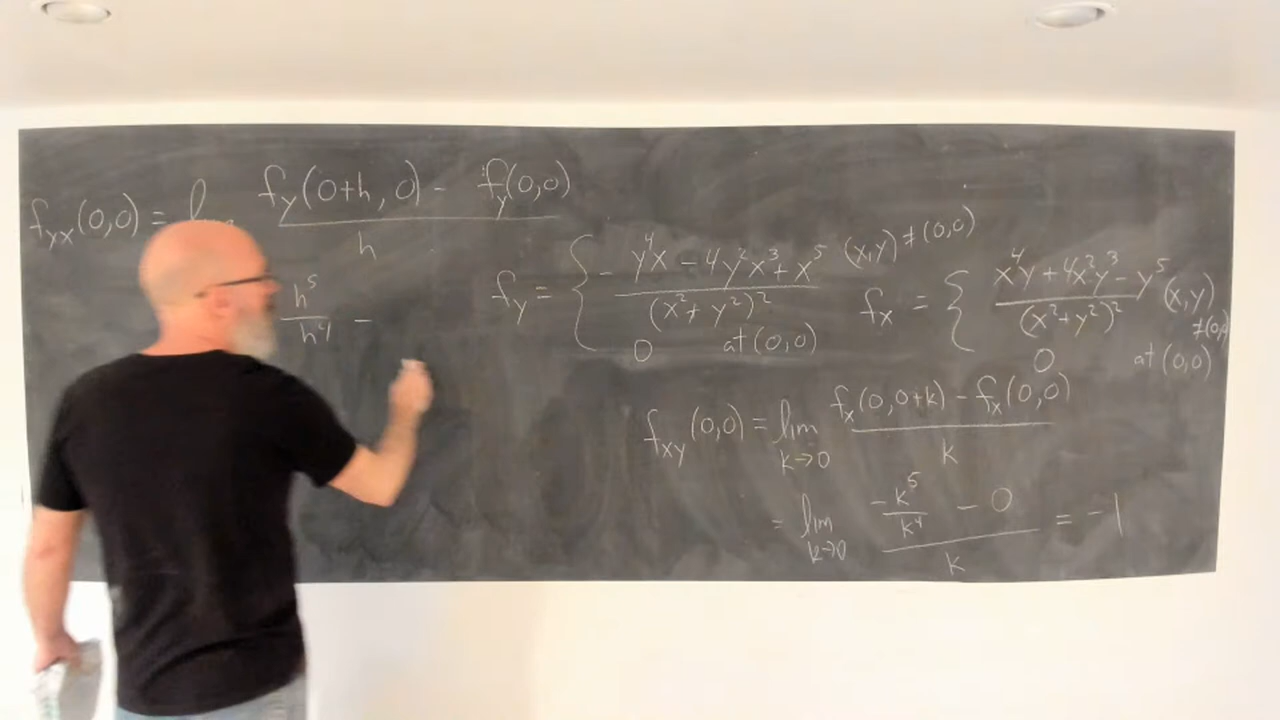 f_yx(0,0) = l
f_y(0+h, 0) - f_y(0,0)
h
h^5
h^4 -
f_y = { - y^4x - 4y^2x^3 + x^5 (x,y) ≠ (0,0)
(x^2 + y^2)^2
0 at (0,0)
f_x = { x^4y + 4x^2y^3 - y^5 (x,y)
(x^2 + y^2)^2 ≠ (0,0)
0 at (0,0)
f_xy(0,0) = lim f_x(0,0+k) - f_x(0,0)
k→0 k
= lim -k^5/k^4 - 0 = -1
k→0 k